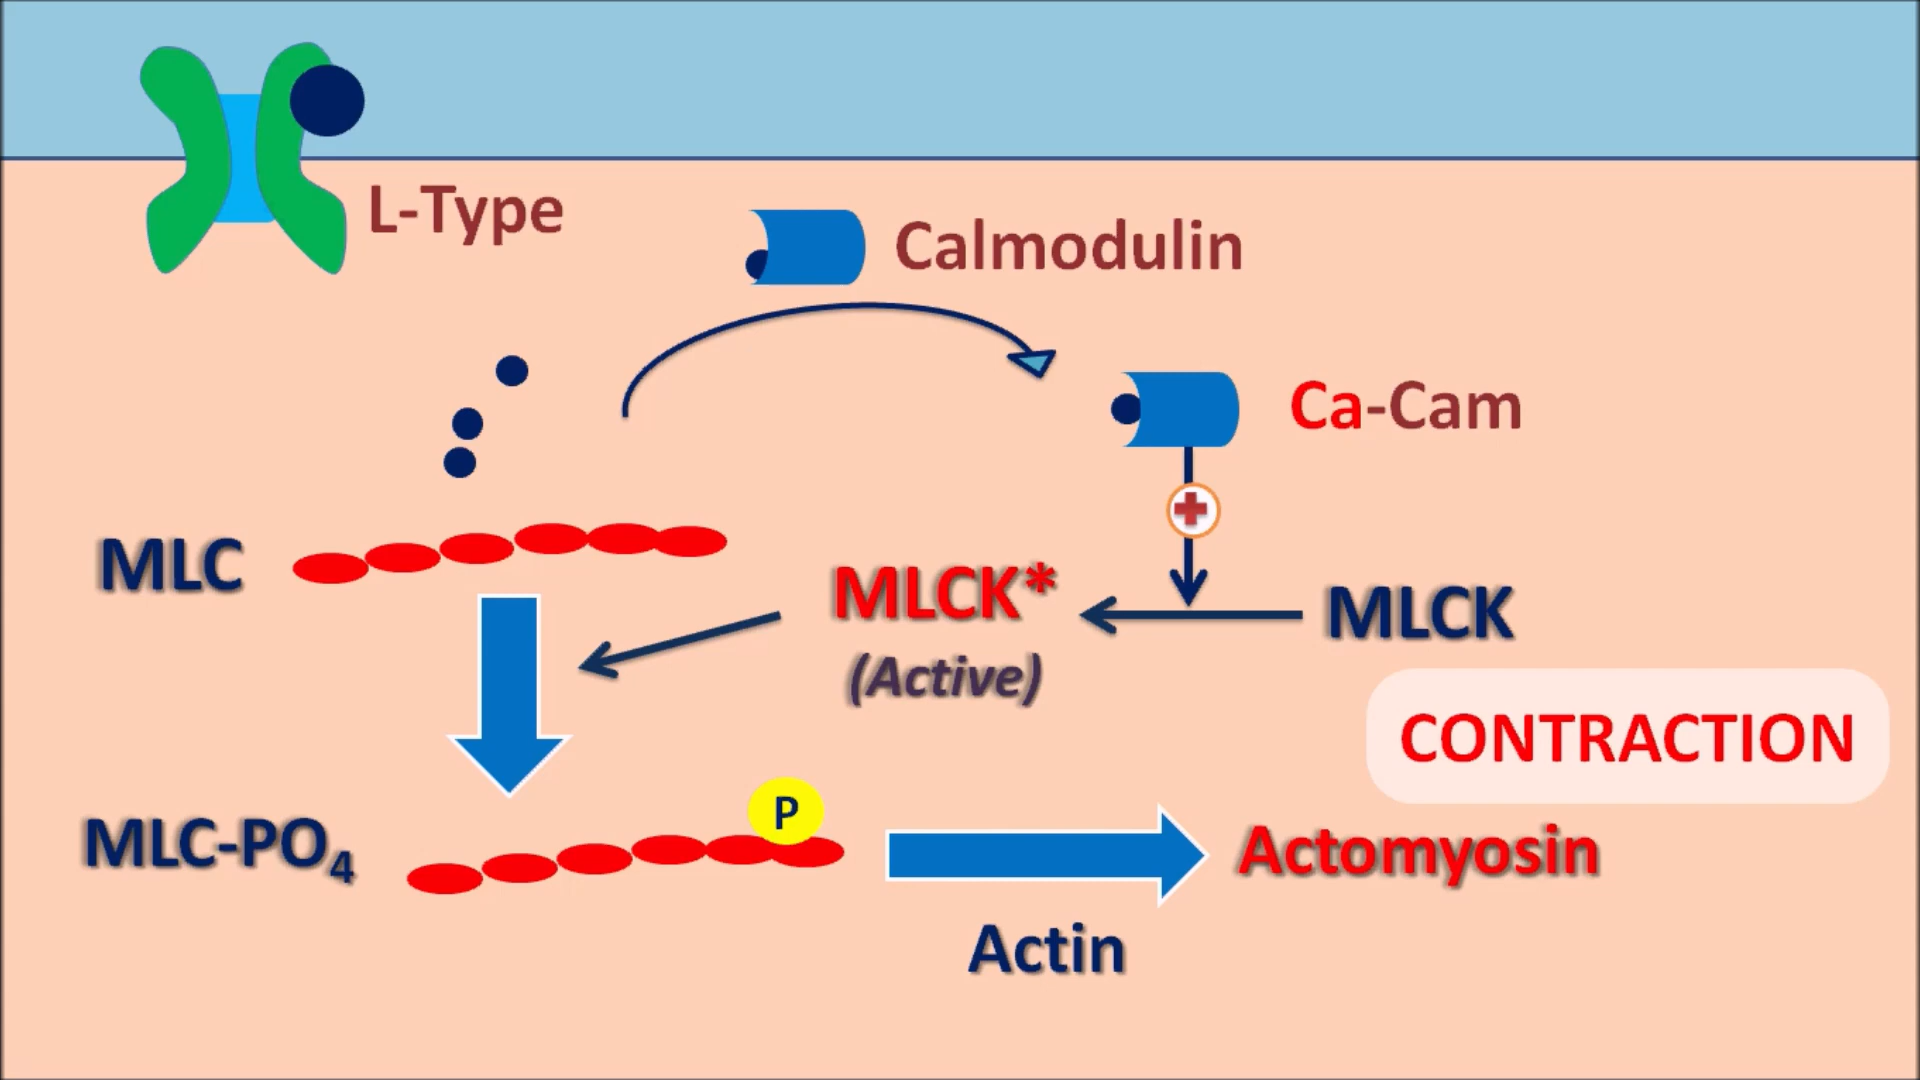 L-Type
Calmodulin
Ca-Cam
MLC
MLCK*
(Active)
MLCK
CONTRACTION
P
MLC-PO₄
Actomyosin
Actin